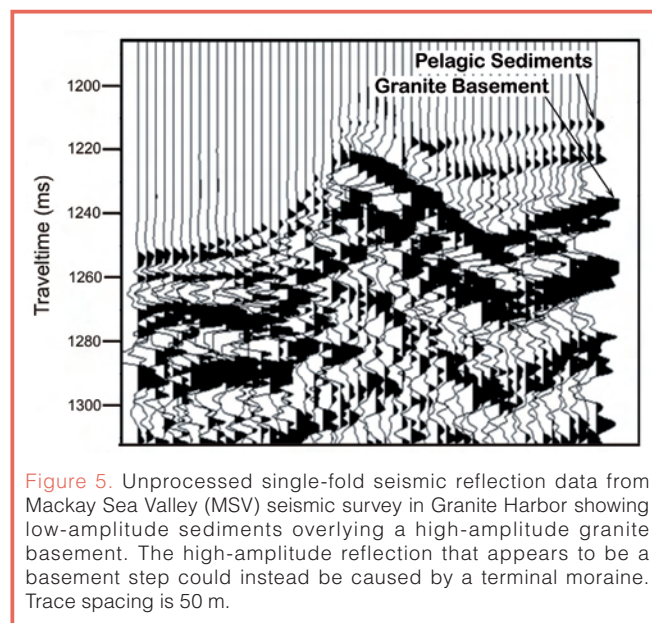 Pelagic Sediments
Granite Basement
1200
1220
1240
1260
1280
1300
Traveltime (ms)
Figure 5. Unprocessed single-fold seismic reflection data from
Mackay Sea Valley (MSV) seismic survey in Granite Harbor showing
low-amplitude sediments overlying a high-amplitude granite
basement. The high-amplitude reflection that appears to be a
basement step could instead be caused by a terminal moraine.
Trace spacing is 50 m.